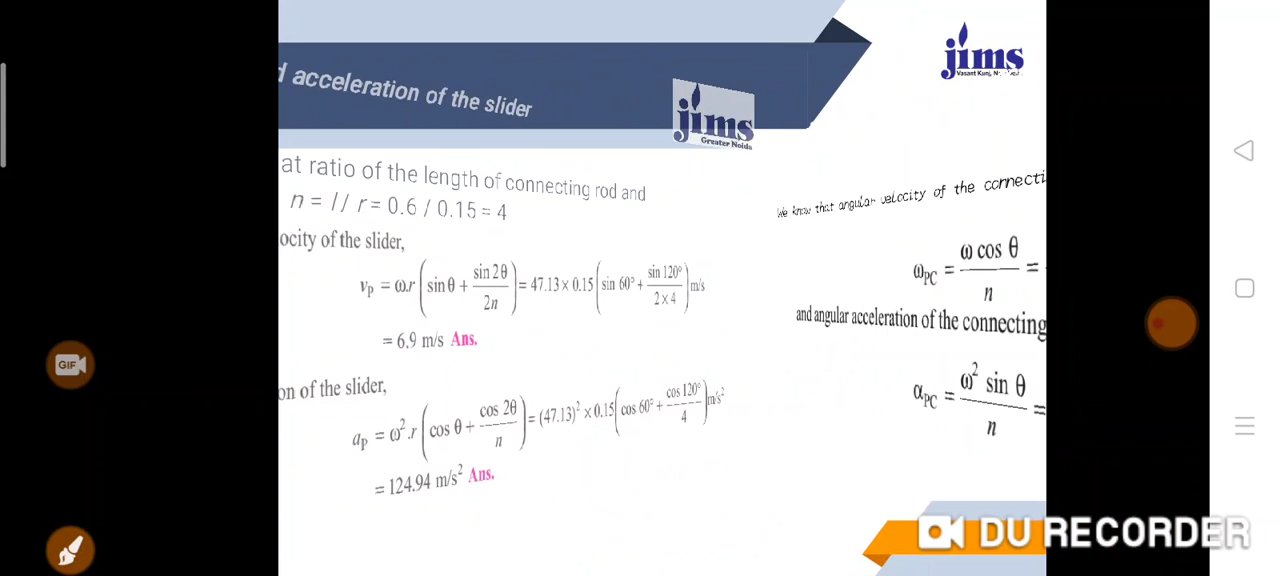 d acceleration of the slider
jims
Greater Noida
jims
Vasant Kunj,
at ratio of the length of connecting rod and
n = l / r = 0.6 / 0.15 = 4
ocity of the slider,
vP = ω.r ( sin θ + sin 2θ / 2n ) = 47.13 × 0.15 ( sin 60° + sin 120° / 2 × 4 ) m/s
= 6.9 m/s Ans.
on of the slider,
aP = ω².r ( cos θ + cos 2θ / n ) = (47.13)² × 0.15 ( cos 60° + cos 120° / 4 ) m/s²
= 124.94 m/s² Ans.
We know that angular velocity of the connecti
ωPC = ω cos θ / n =
and angular acceleration of the connecting
αPC = ω² sin θ / n =
GIF
DU RECORDER